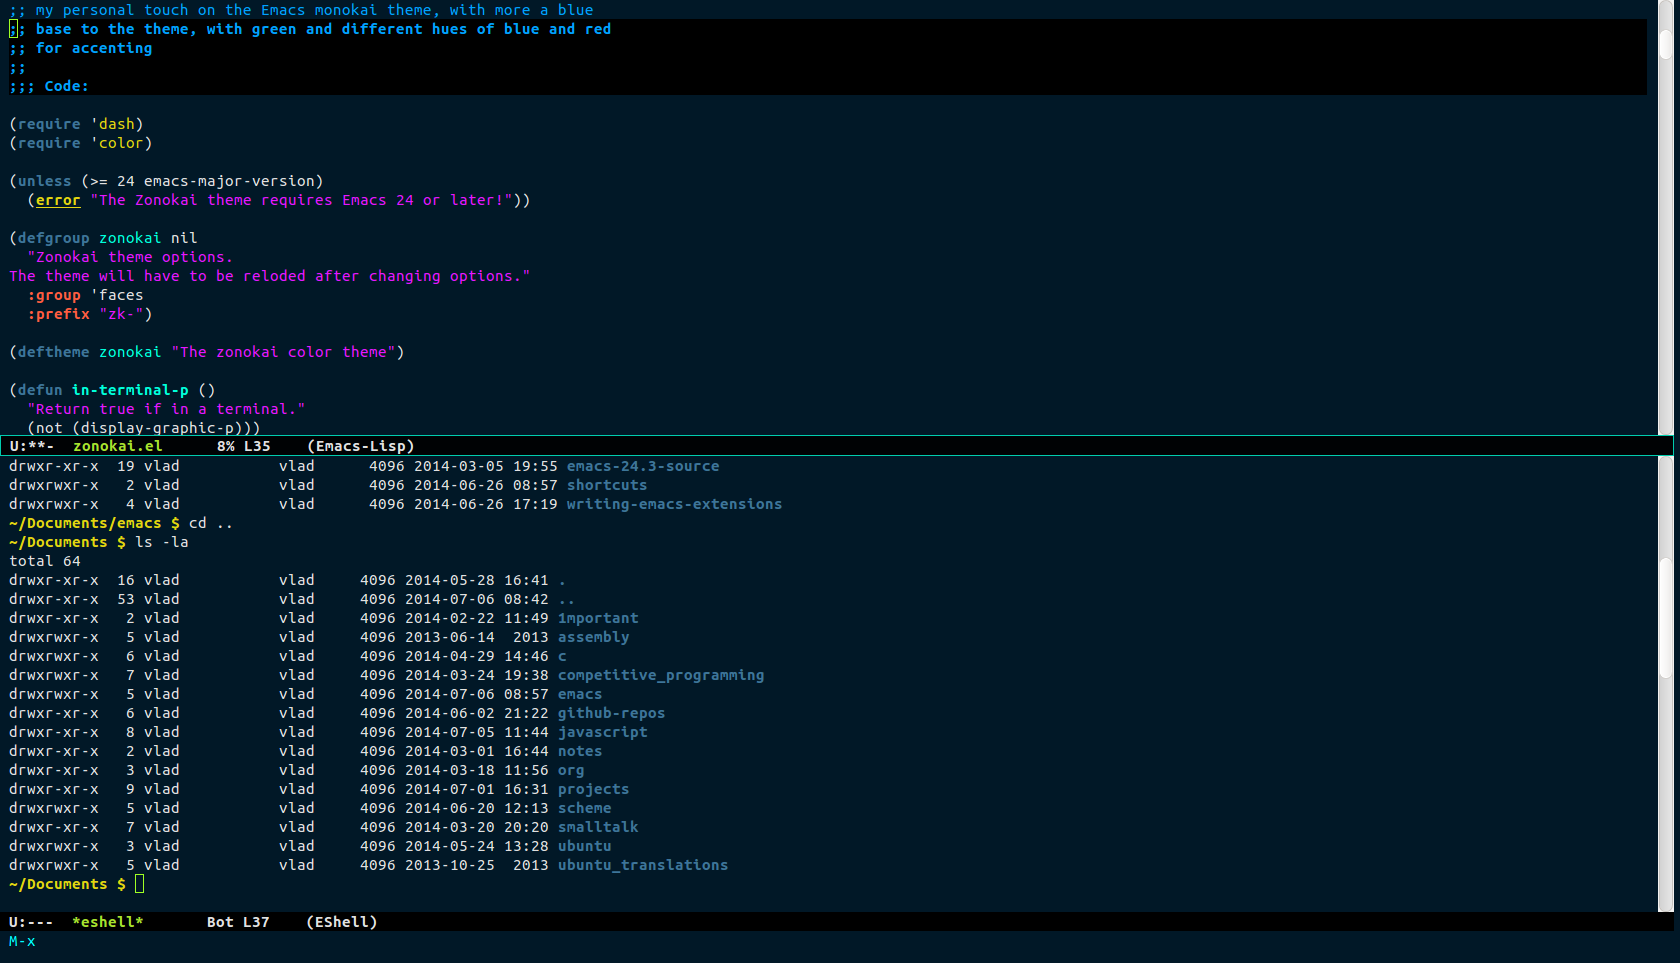 ;; my personal touch on the Emacs monokai theme, with more a blue
;; base to the theme, with green and different hues of blue and red
;; for accenting
;;
;;; Code:

(require 'dash)
(require 'color)

(unless (>= 24 emacs-major-version)
  (error "The Zonokai theme requires Emacs 24 or later!"))

(defgroup zonokai nil
  "Zonokai theme options.
The theme will have to be reloded after changing options."
  :group 'faces
  :prefix "zk-")

(deftheme zonokai "The zonokai color theme")

(defun in-terminal-p ()
  "Return true if in a terminal."
  (not (display-graphic-p)))
U:**-  zonokai.el      8% L35    (Emacs-Lisp)
drwxr-xr-x  19 vlad           vlad      4096 2014-03-05 19:55 emacs-24.3-source
drwxrwxr-x   2 vlad           vlad      4096 2014-06-26 08:57 shortcuts
drwxrwxr-x   4 vlad           vlad      4096 2014-06-26 17:19 writing-emacs-extensions
~/Documents/emacs $ cd ..
~/Documents $ ls -la
total 64
drwxr-xr-x  16 vlad           vlad     4096 2014-05-28 16:41 .
drwxr-xr-x  53 vlad           vlad     4096 2014-07-06 08:42 ..
drwxrwxr-x   2 vlad           vlad     4096 2014-02-22 11:49 1mportant
drwxrwxr-x   5 vlad           vlad     4096 2013-06-14  2013 assembly
drwxrwxr-x   6 vlad           vlad     4096 2014-04-29 14:46 c
drwxrwxr-x   7 vlad           vlad     4096 2014-03-24 19:38 competitive_programming
drwxrwxr-x   5 vlad           vlad     4096 2014-07-06 08:57 emacs
drwxrwxr-x   6 vlad           vlad     4096 2014-06-02 21:22 github-repos
drwxrwxr-x   8 vlad           vlad     4096 2014-07-05 11:44 javascript
drwxrwxr-x   2 vlad           vlad     4096 2014-03-01 16:44 notes
drwxr-xr-x   3 vlad           vlad     4096 2014-03-18 11:56 org
drwxr-xr-x   9 vlad           vlad     4096 2014-07-01 16:31 projects
drwxrwxr-x   5 vlad           vlad     4096 2014-06-20 12:13 scheme
drwxrwxr-x   7 vlad           vlad     4096 2014-03-20 20:20 smalltalk
drwxr-xr-x   3 vlad           vlad     4096 2014-05-24 13:28 ubuntu
drwxrwxr-x   5 vlad           vlad     4096 2013-10-25  2013 ubuntu_translations
~/Documents $
U:---  *eshell*       Bot L37    (EShell)
M-x